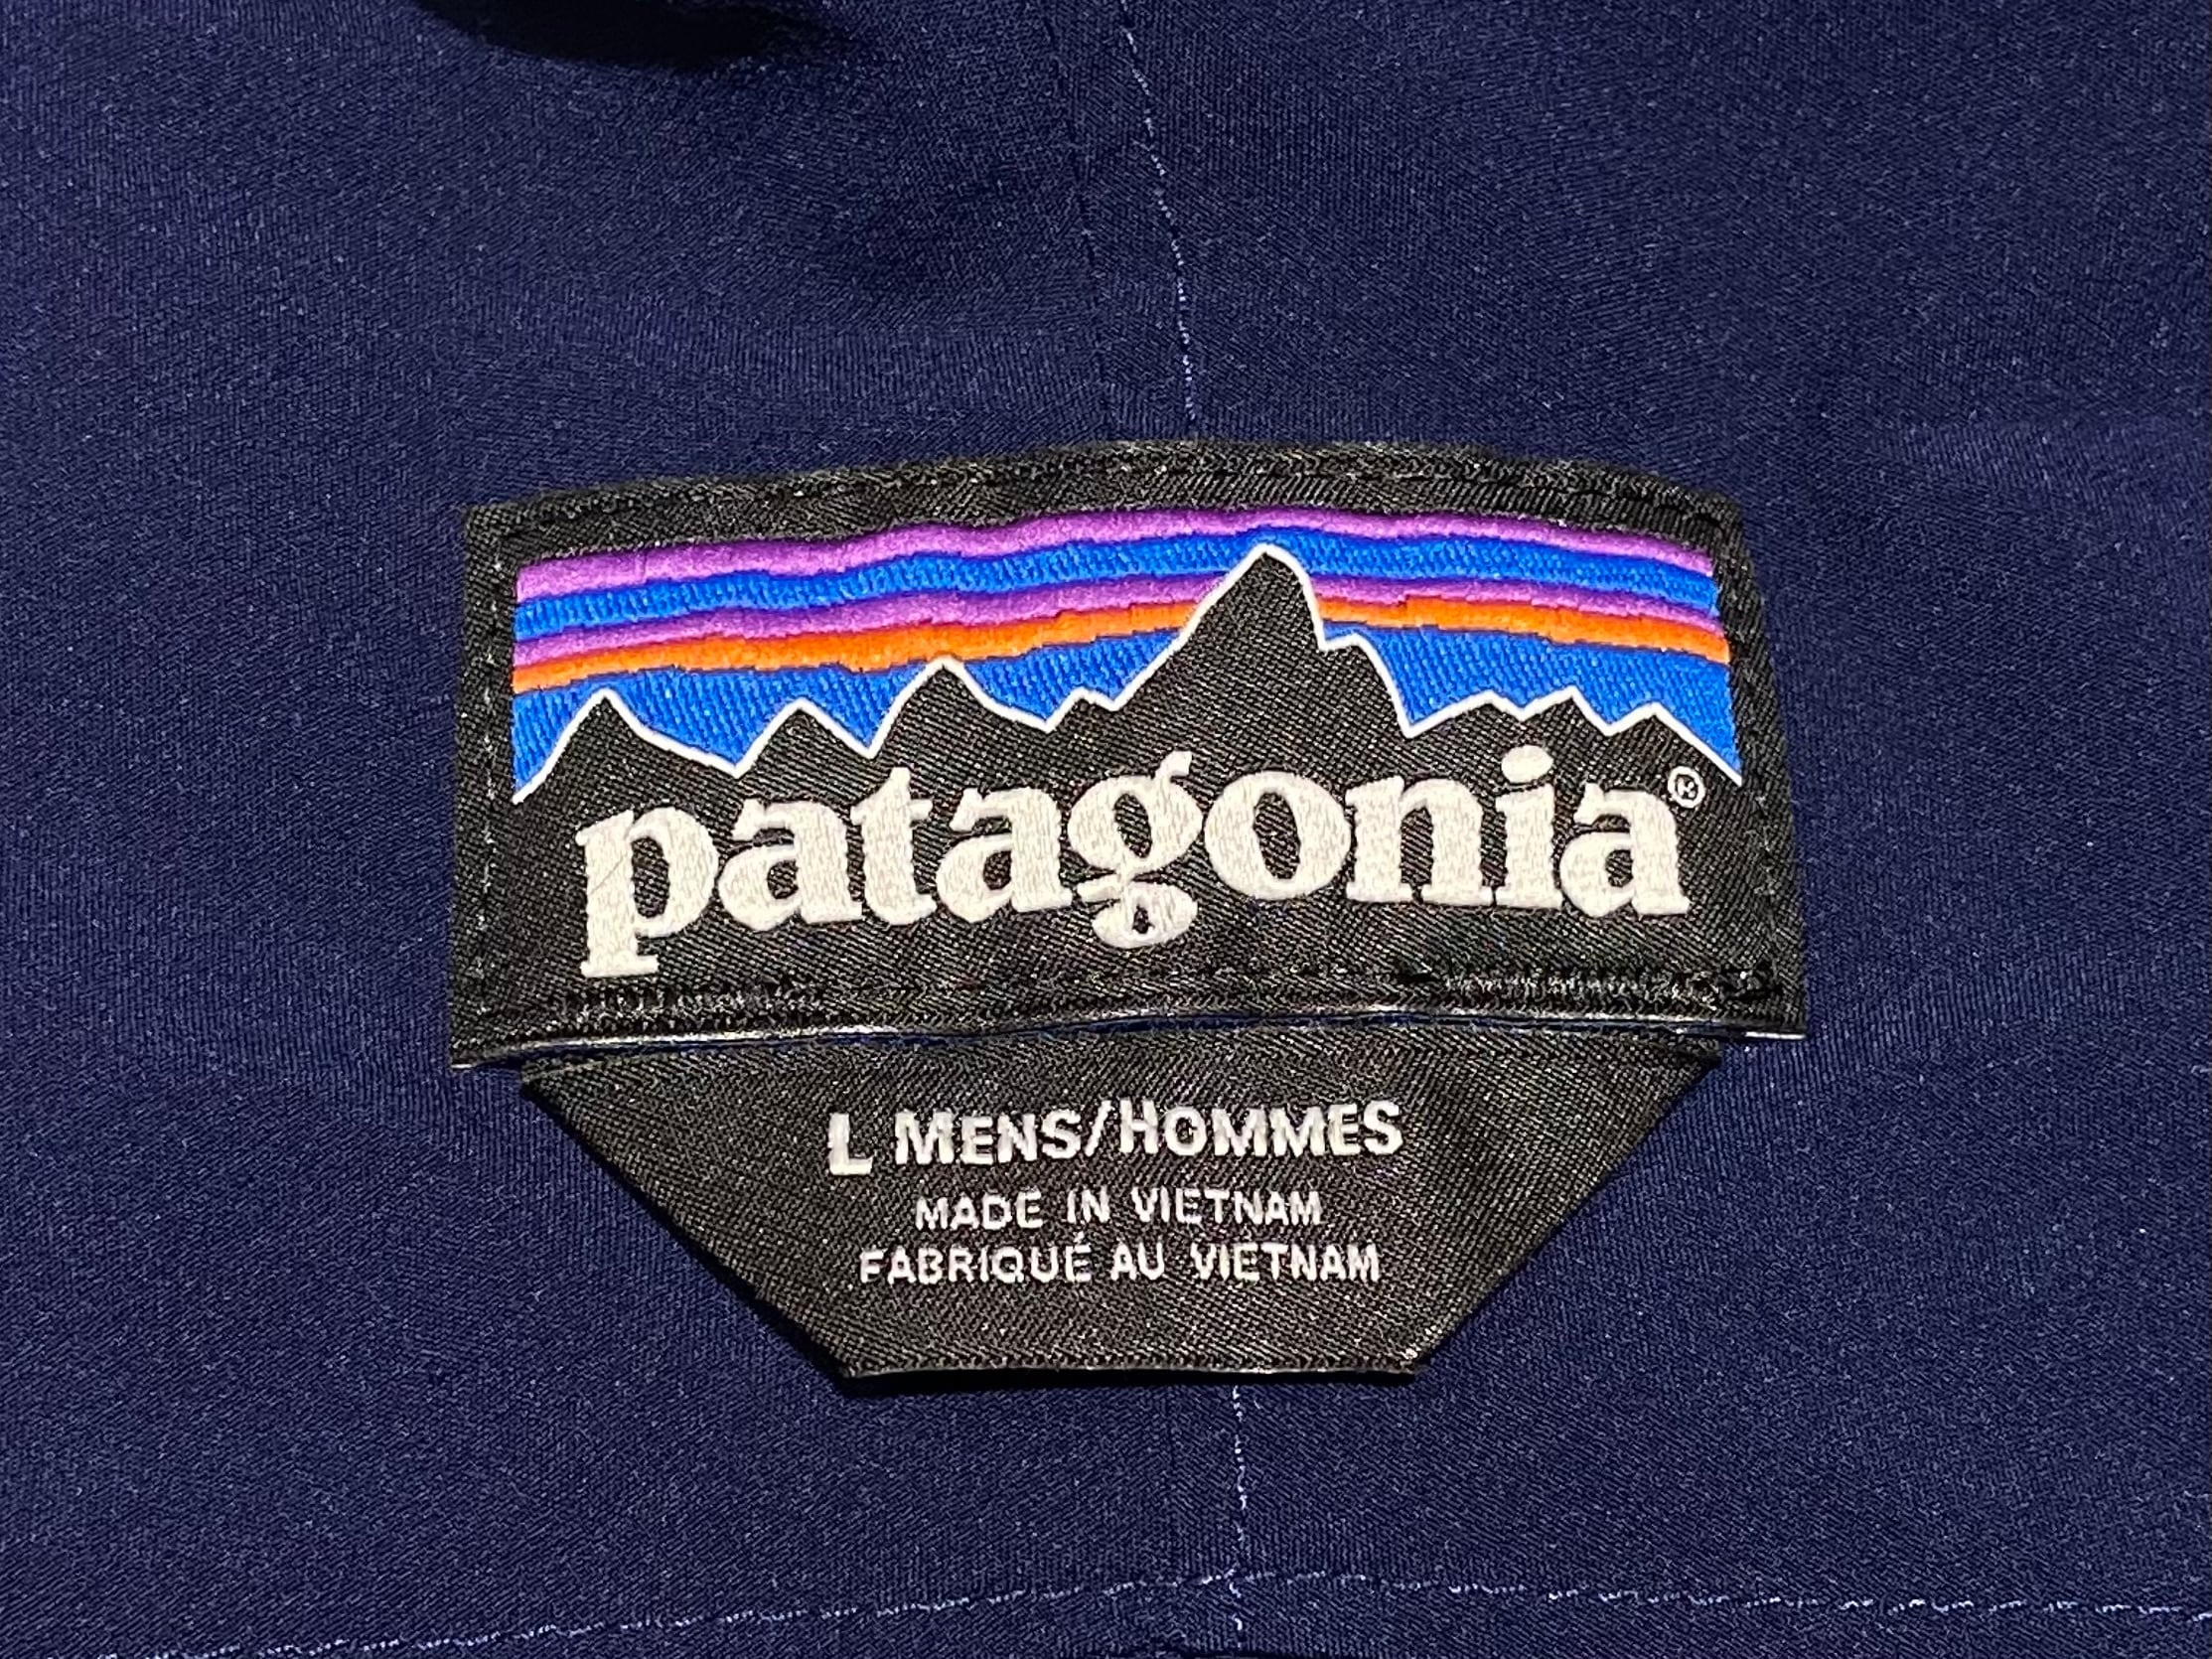 patagonia®
L MENS/HOMMES
MADE IN VIETNAM
FABRIQUÉ AU VIETNAM